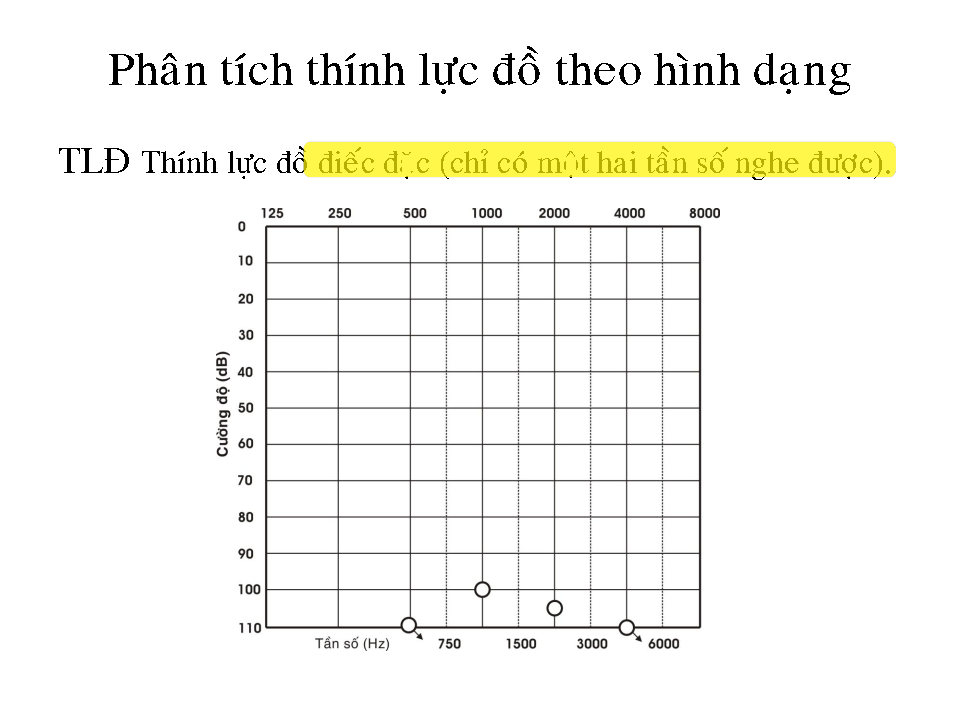 Phân tích thính lực đồ theo hình dạng
TLĐ Thính lực đồ điếc đặc (chỉ có một hai tần số nghe được).
125 250 500 1000 2000 4000 8000
0
10
20
30
40
50
60
70
80
90
100
110
Cường độ (dB)
Tần số (Hz) 750 1500 3000 6000